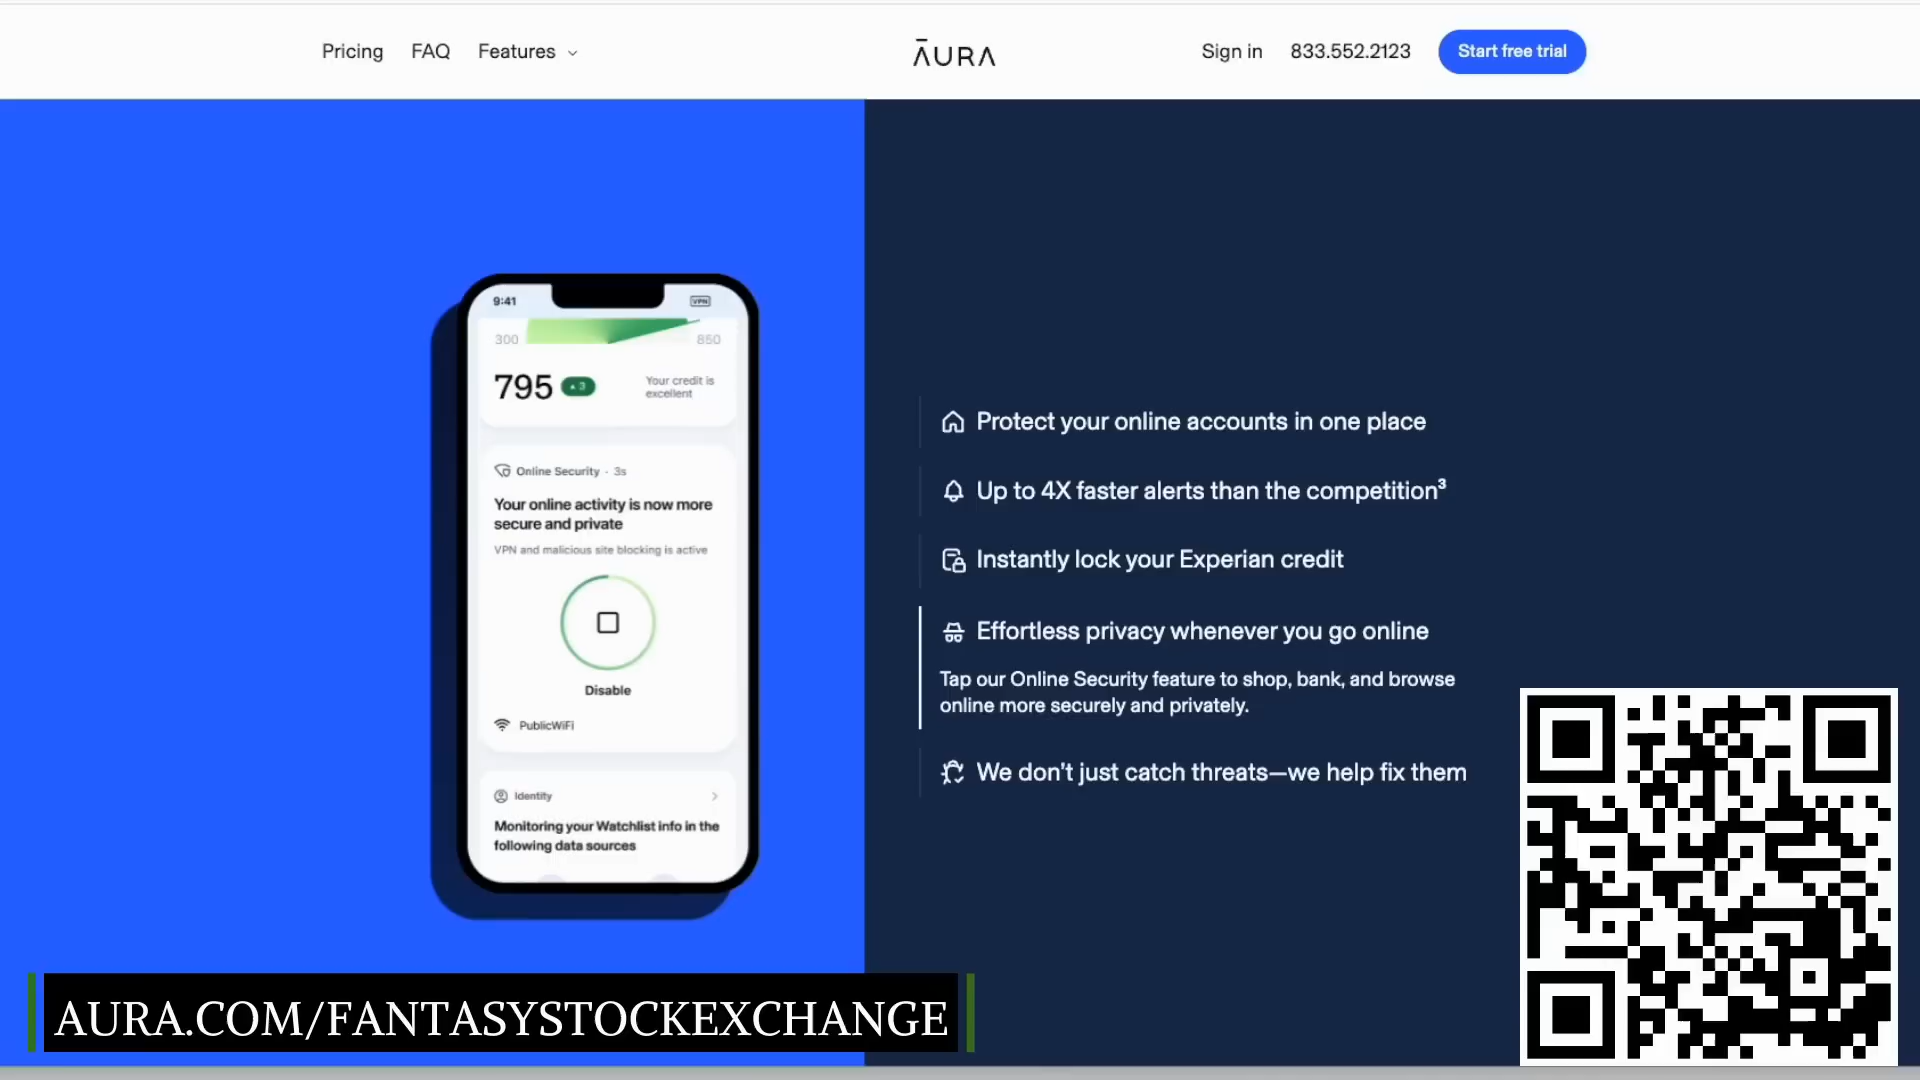 Pricing FAQ Features
ĀURA
Sign in 833.552.2123 Start free trial
9:41 VPN
300 850
795 ▲ 3 Your credit is
excellent
Online Security · 3s
Your online activity is now more
secure and private
VPN and malicious site blocking is active
Disable
PublicWiFi
Identity
Monitoring your Watchlist info in the
following data sources
Protect your online accounts in one place
Up to 4X faster alerts than the competition³
Instantly lock your Experian credit
Effortless privacy whenever you go online
Tap our Online Security feature to shop, bank, and browse
online more securely and privately.
We don't just catch threats—we help fix them
AURA.COM/FANTASYSTOCKEXCHANGE